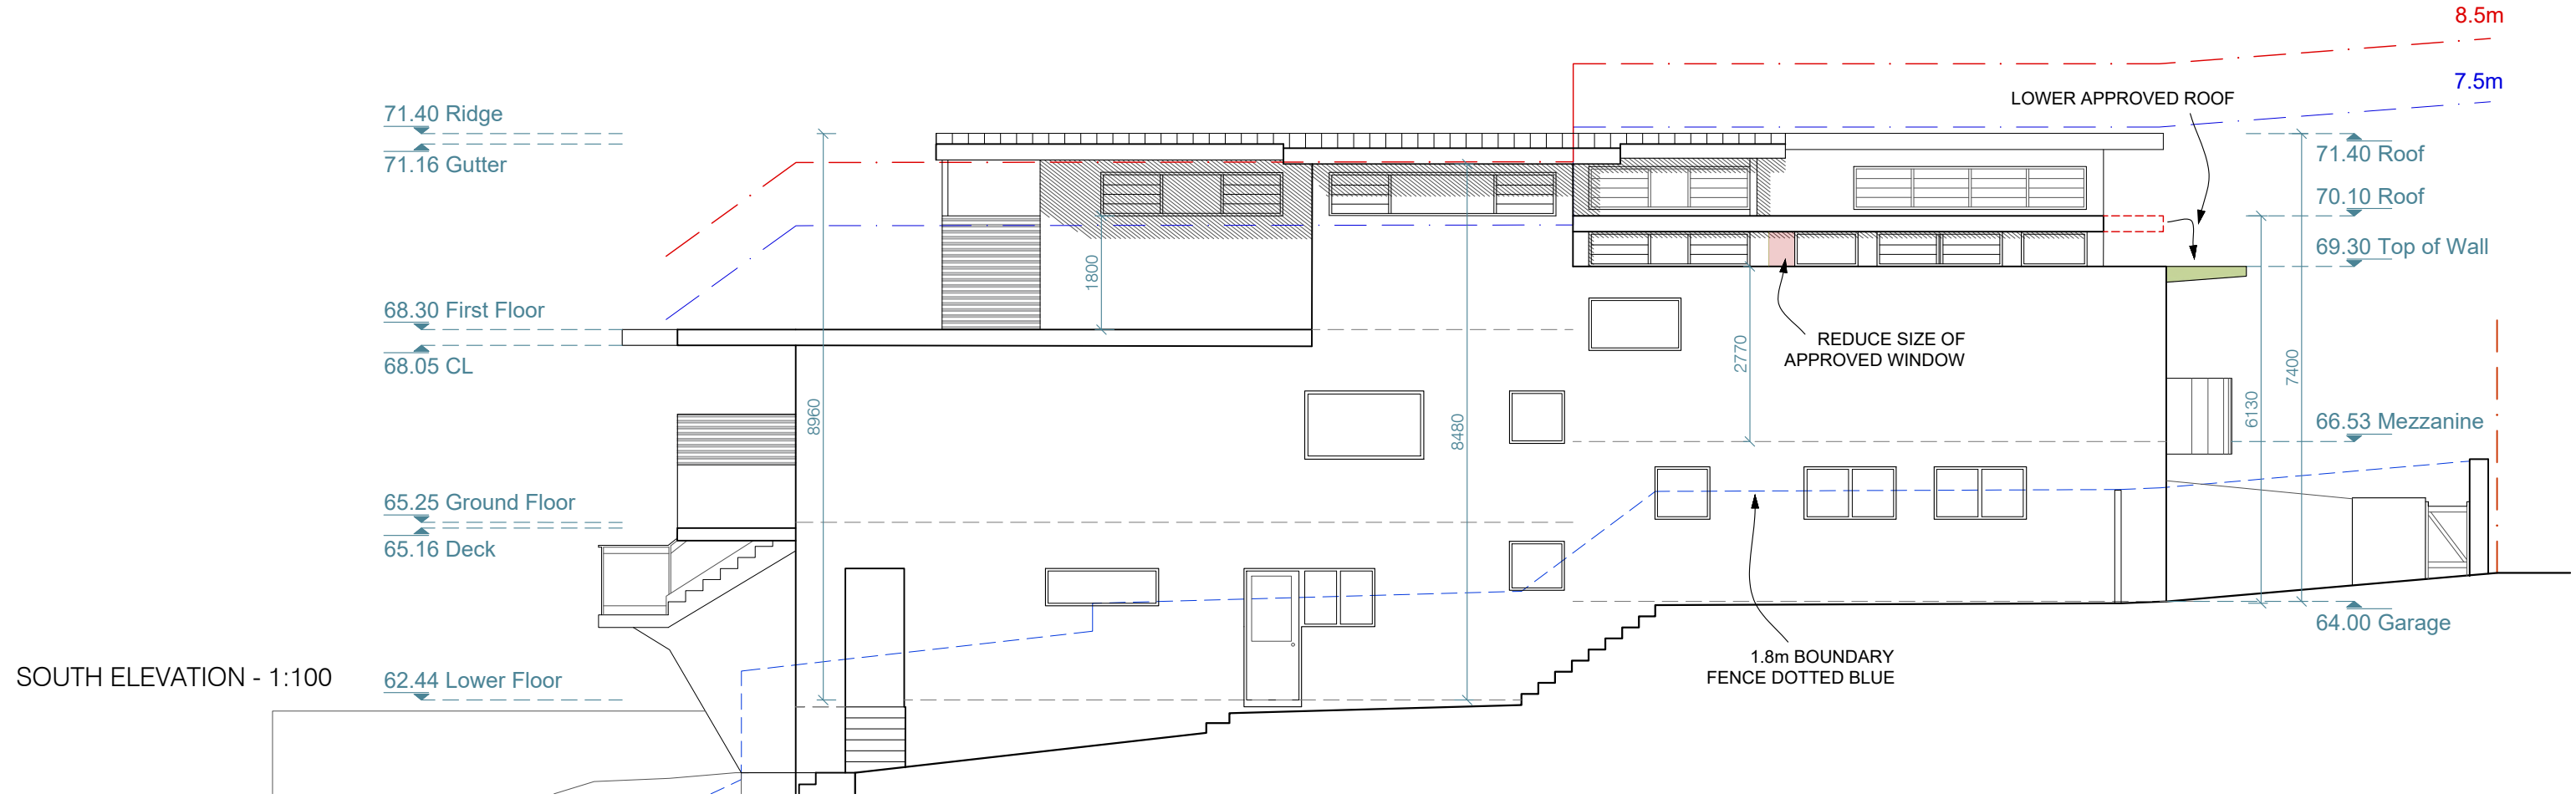 8.5m
7.5m
LOWER APPROVED ROOF
71.40 Ridge
71.16 Gutter
71.40 Roof
70.10 Roof
69.30 Top of Wall
1800
68.30 First Floor
68.05 CL
REDUCE SIZE OF
APPROVED WINDOW
2770
7400
8960
8480
6130
66.53 Mezzanine
65.25 Ground Floor
65.16 Deck
64.00 Garage
1.8m BOUNDARY
FENCE DOTTED BLUE
SOUTH ELEVATION - 1:100
62.44 Lower Floor